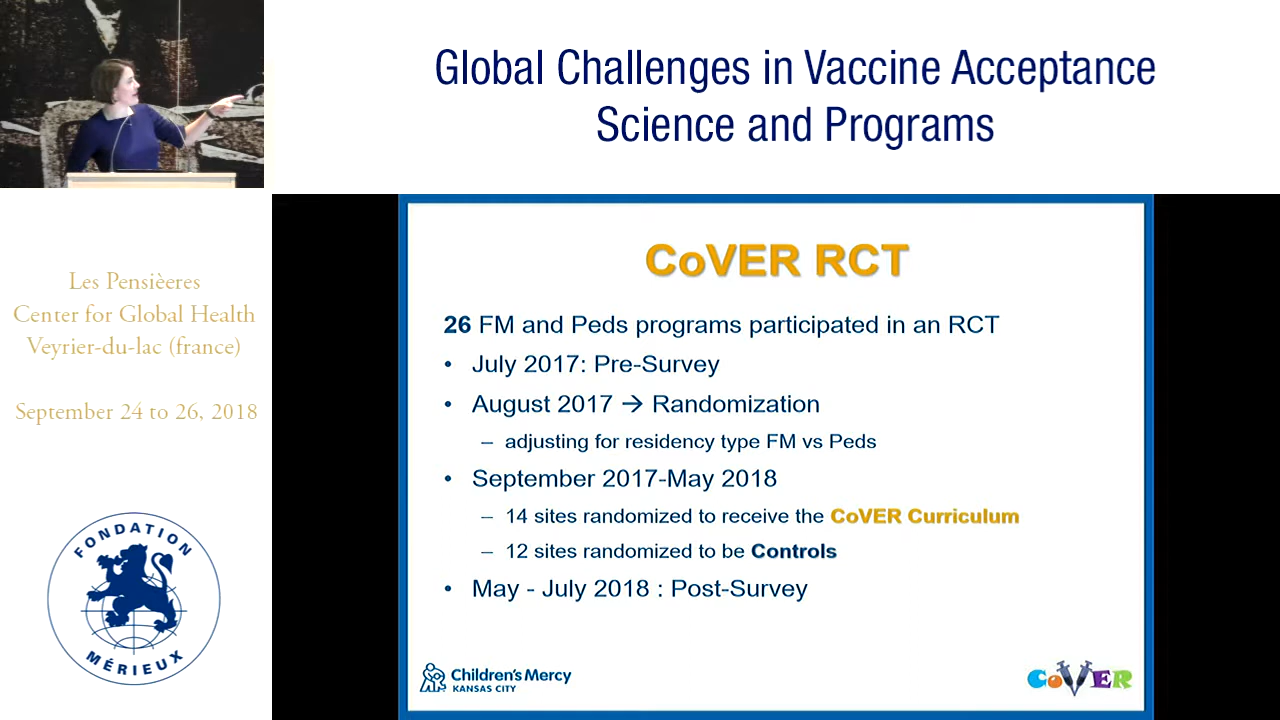 Global Challenges in Vaccine Acceptance
Science and Programs
Les Pensièeres
Center for Global Health
Veyrier-du-lac (france)
September 24 to 26, 2018
FONDATION
MÉRIEUX
CoVER RCT
26 FM and Peds programs participated in an RCT
• July 2017: Pre-Survey
• August 2017 → Randomization
– adjusting for residency type FM vs Peds
• September 2017-May 2018
– 14 sites randomized to receive the CoVER Curriculum
– 12 sites randomized to be Controls
• May - July 2018 : Post-Survey
Children's Mercy
KANSAS CITY
CoVER